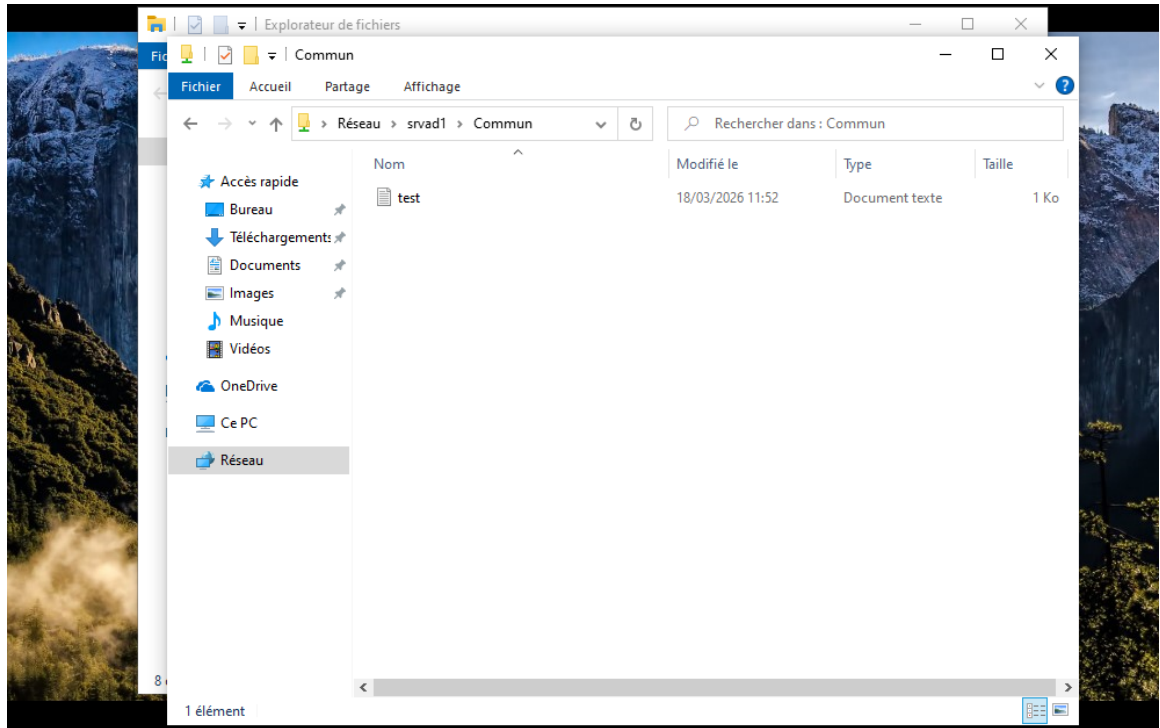 Explorateur de fichiers
Fic
Commun
Fichier Accueil Partage Affichage
Réseau > srvad1 > Commun
Rechercher dans : Commun
Nom Modifié le Type Taille
test 18/03/2026 11:52 Document texte 1 Ko
Accès rapide
Bureau
Téléchargements
Documents
Images
Musique
Vidéos
OneDrive
Ce PC
Réseau
8
1 élément